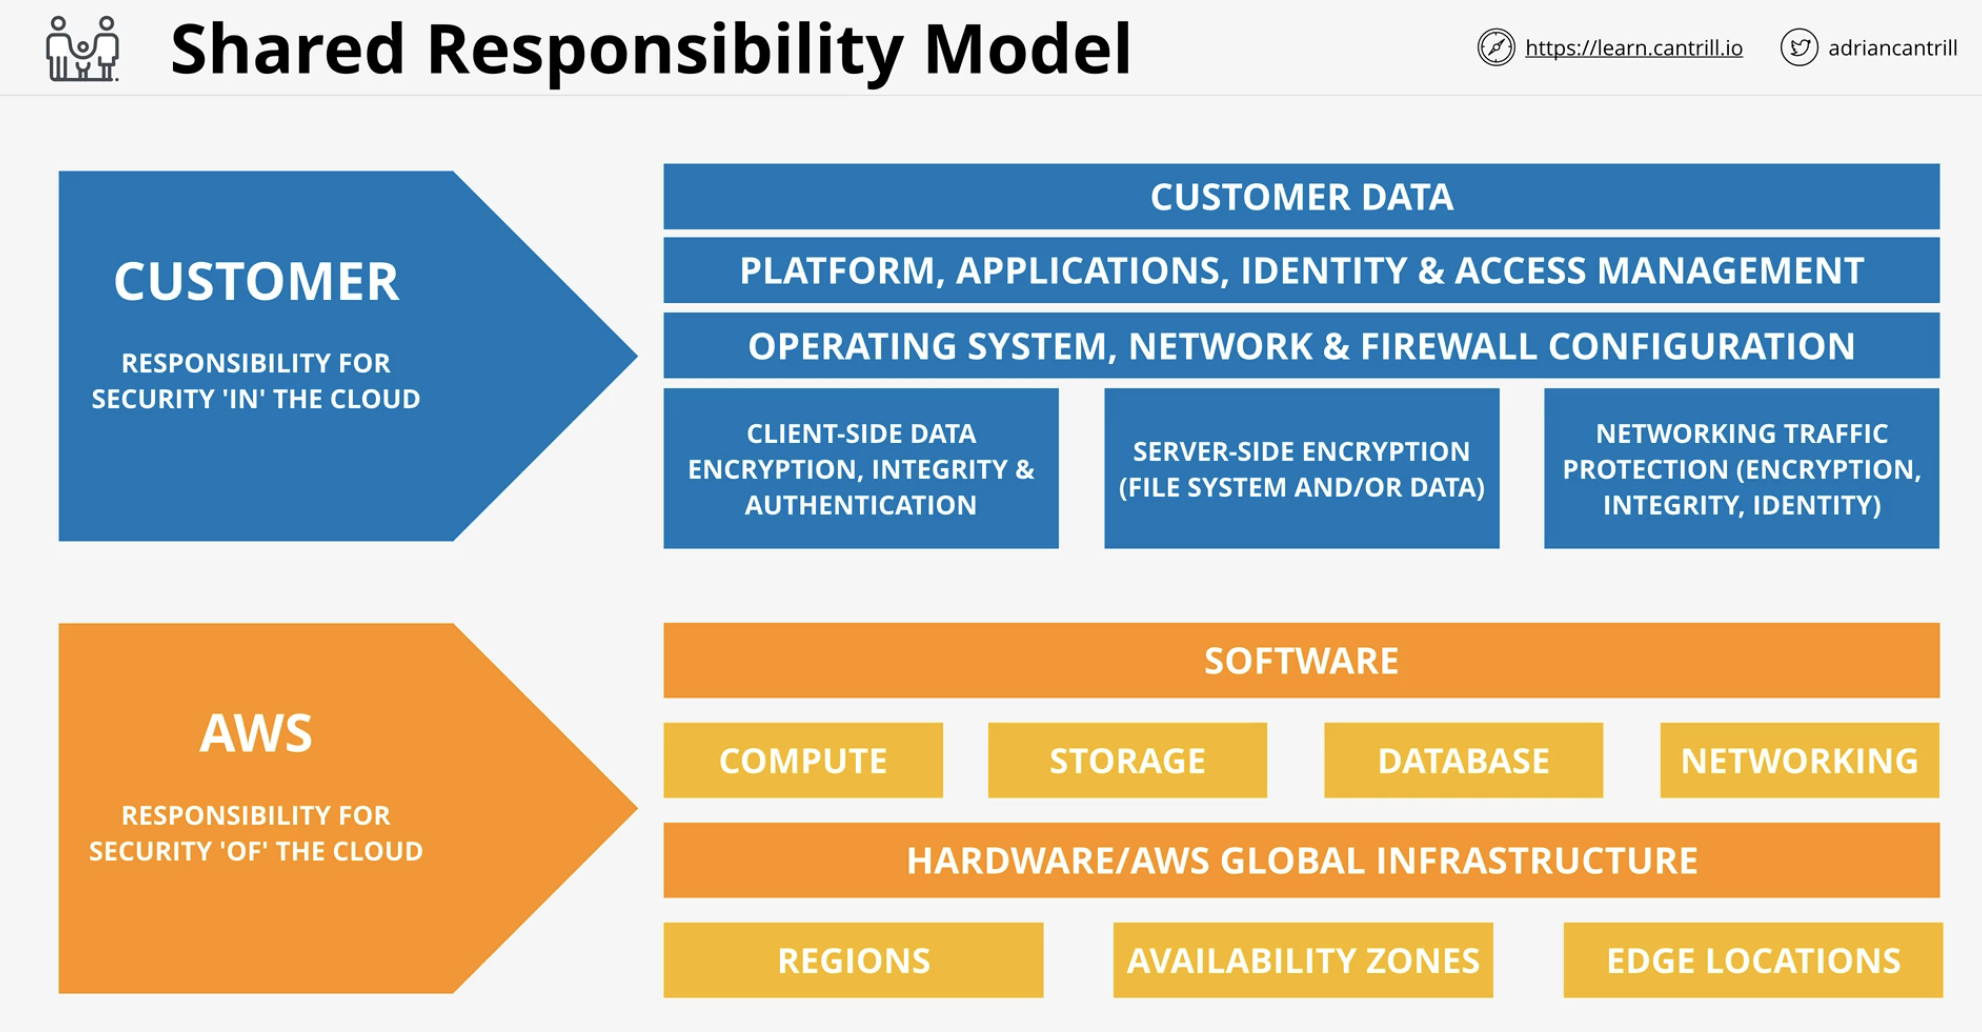 Shared Responsibility Model
https://learn.cantrill.io
adriancantrill
CUSTOMER
RESPONSIBILITY FOR
SECURITY 'IN' THE CLOUD
CUSTOMER DATA
PLATFORM, APPLICATIONS, IDENTITY & ACCESS MANAGEMENT
OPERATING SYSTEM, NETWORK & FIREWALL CONFIGURATION
CLIENT-SIDE DATA
ENCRYPTION, INTEGRITY &
AUTHENTICATION
SERVER-SIDE ENCRYPTION
(FILE SYSTEM AND/OR DATA)
NETWORKING TRAFFIC
PROTECTION (ENCRYPTION,
INTEGRITY, IDENTITY)
AWS
RESPONSIBILITY FOR
SECURITY 'OF' THE CLOUD
SOFTWARE
COMPUTE
STORAGE
DATABASE
NETWORKING
HARDWARE/AWS GLOBAL INFRASTRUCTURE
REGIONS
AVAILABILITY ZONES
EDGE LOCATIONS